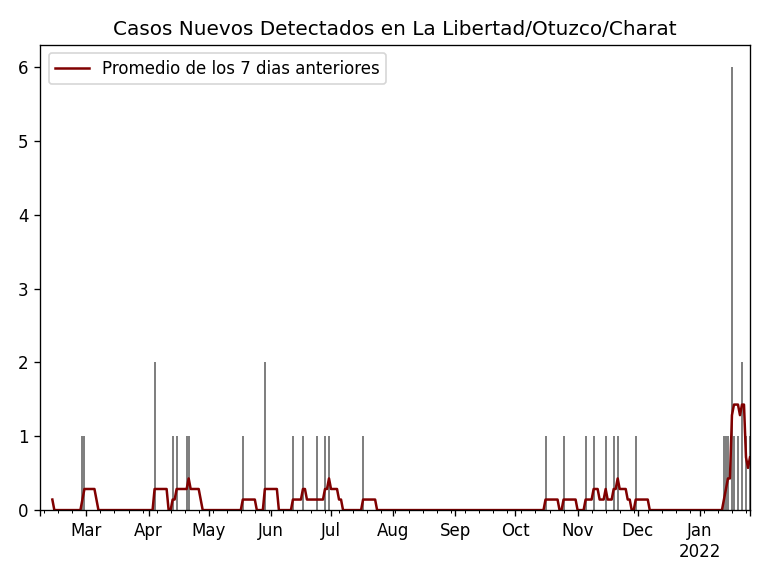 Casos Nuevos Detectados en La Libertad/Otuzco/Charat
Promedio de los 7 dias anteriores
6
5
4
3
2
1
0
Mar Apr May Jun Jul Aug Sep Oct Nov Dec Jan
2022